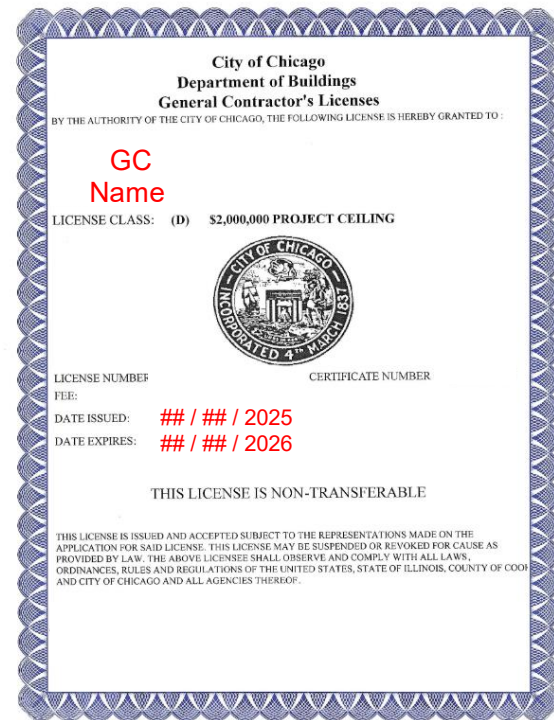 City of Chicago
Department of Buildings
General Contractor's Licenses
BY THE AUTHORITY OF THE CITY OF CHICAGO, THE FOLLOWING LICENSE IS HEREBY GRANTED TO :
GC
Name
LICENSE CLASS: (D) $2,000,000 PROJECT CEILING
CITY OF CHICAGO
INCORPORATED 4TH MARCH 1837
LICENSE NUMBER CERTIFICATE NUMBER
FEE:
DATE ISSUED: ## / ## / 2025
DATE EXPIRES: ## / ## / 2026
THIS LICENSE IS NON-TRANSFERABLE
THIS LICENSE IS ISSUED AND ACCEPTED SUBJECT TO THE REPRESENTATIONS MADE ON THE
APPLICATION FOR SAID LICENSE. THIS LICENSE MAY BE SUSPENDED OR REVOKED FOR CAUSE AS
PROVIDED BY LAW. THE ABOVE LICENSEE SHALL OBSERVE AND COMPLY WITH ALL LAWS,
ORDINANCES, RULES AND REGULATIONS OF THE UNITED STATES, STATE OF ILLINOIS, COUNTY OF COOK
AND CITY OF CHICAGO AND ALL AGENCIES THEREOF.